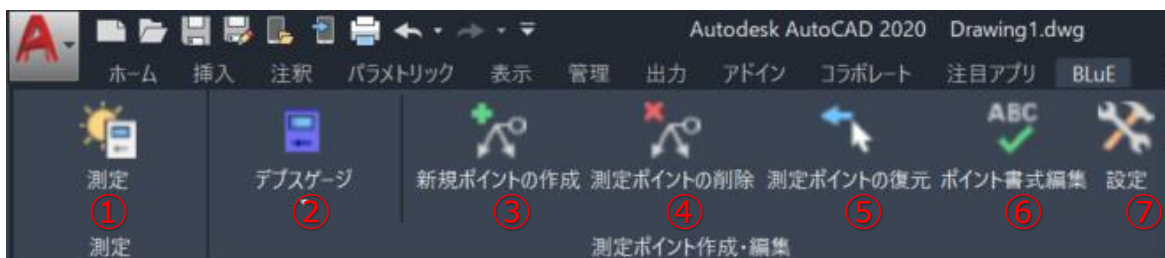 Autodesk AutoCAD 2020 Drawing1.dwg
ホーム 挿入 注釈 パラメトリック 表示 管理 出力 アドイン コラボレート 注目アプリ BLuE
ABC
測定 デプスゲージ 新規ポイントの作成 測定ポイントの削除 測定ポイントの復元 ポイント書式編集 設定
① ② ③ ④ ⑤ ⑥ ⑦
測定 測定ポイント作成・編集